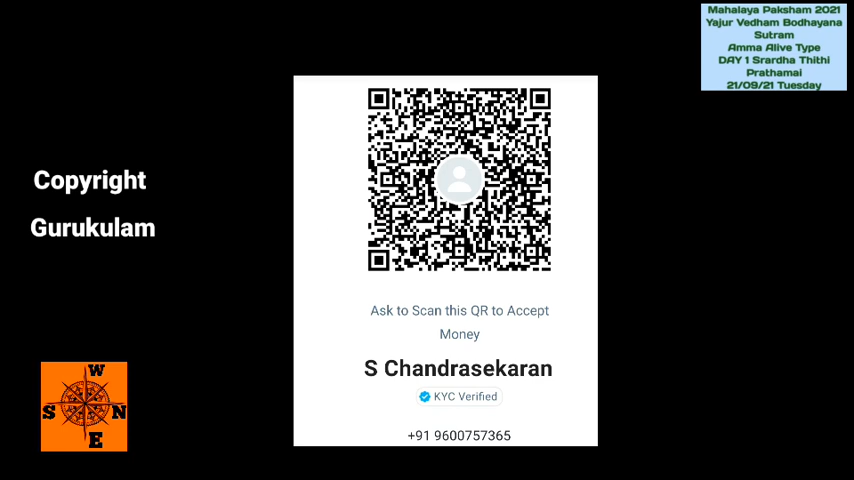 Mahalaya Paksham 2021
Yajur Vedham Bodhayana
Sutram
Amma Alive Type
DAY 1 Srardha Thithi
Prathamai
21/09/21 Tuesday
Copyright
Gurukulam
W
S N
E
Ask to Scan this QR to Accept
Money
S Chandrasekaran
KYC Verified
+91 9600757365